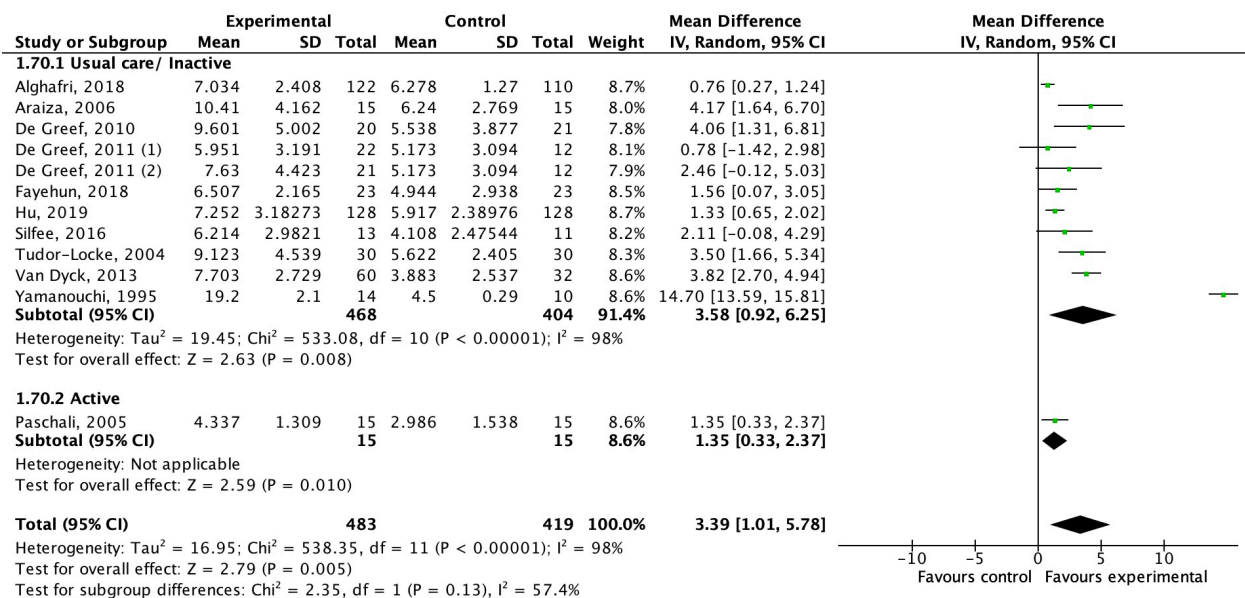 Experimental Control Mean Difference Mean Difference
Study or Subgroup Mean SD Total Mean SD Total Weight IV, Random, 95% CI IV, Random, 95% CI
1.70.1 Usual care/ Inactive
Alghafri, 2018 7.034 2.408 122 6.278 1.27 110 8.7% 0.76 [0.27, 1.24]
Araiza, 2006 10.41 4.162 15 6.24 2.769 15 8.0% 4.17 [1.64, 6.70]
De Greef, 2010 9.601 5.002 20 5.538 3.877 21 7.8% 4.06 [1.31, 6.81]
De Greef, 2011 (1) 5.951 3.191 22 5.173 3.094 12 8.1% 0.78 [−1.42, 2.98]
De Greef, 2011 (2) 7.63 4.423 21 5.173 3.094 12 7.9% 2.46 [−0.12, 5.03]
Fayehun, 2018 6.507 2.165 23 4.944 2.938 23 8.5% 1.56 [0.07, 3.05]
Hu, 2019 7.252 3.18273 128 5.917 2.38976 128 8.7% 1.33 [0.65, 2.02]
Silfee, 2016 6.214 2.9821 13 4.108 2.47544 11 8.2% 2.11 [−0.08, 4.29]
Tudor−Locke, 2004 9.123 4.539 30 5.622 2.405 30 8.3% 3.50 [1.66, 5.34]
Van Dyck, 2013 7.703 2.729 60 3.883 2.537 32 8.6% 3.82 [2.70, 4.94]
Yamanouchi, 1995 19.2 2.1 14 4.5 0.29 10 8.6% 14.70 [13.59, 15.81]
Subtotal (95% CI) 468 404 91.4% 3.58 [0.92, 6.25]
Heterogeneity: Tau² = 19.45; Chi² = 533.08, df = 10 (P < 0.00001); I² = 98%
Test for overall effect: Z = 2.63 (P = 0.008)
1.70.2 Active
Paschali, 2005 4.337 1.309 15 2.986 1.538 15 8.6% 1.35 [0.33, 2.37]
Subtotal (95% CI) 15 15 8.6% 1.35 [0.33, 2.37]
Heterogeneity: Not applicable
Test for overall effect: Z = 2.59 (P = 0.010)
Total (95% CI) 483 419 100.0% 3.39 [1.01, 5.78]
Heterogeneity: Tau² = 16.95; Chi² = 538.35, df = 11 (P < 0.00001); I² = 98%
Test for overall effect: Z = 2.79 (P = 0.005)
Test for subgroup differences: Chi² = 2.35, df = 1 (P = 0.13), I² = 57.4%
−10 −5 0 5 10
Favours control Favours experimental